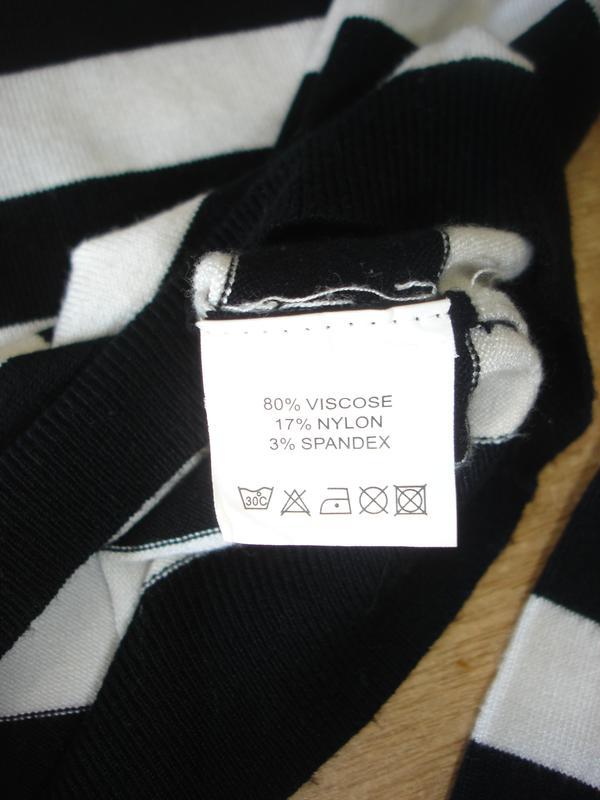 80% VISCOSE
17% NYLON
3% SPANDEX
30C